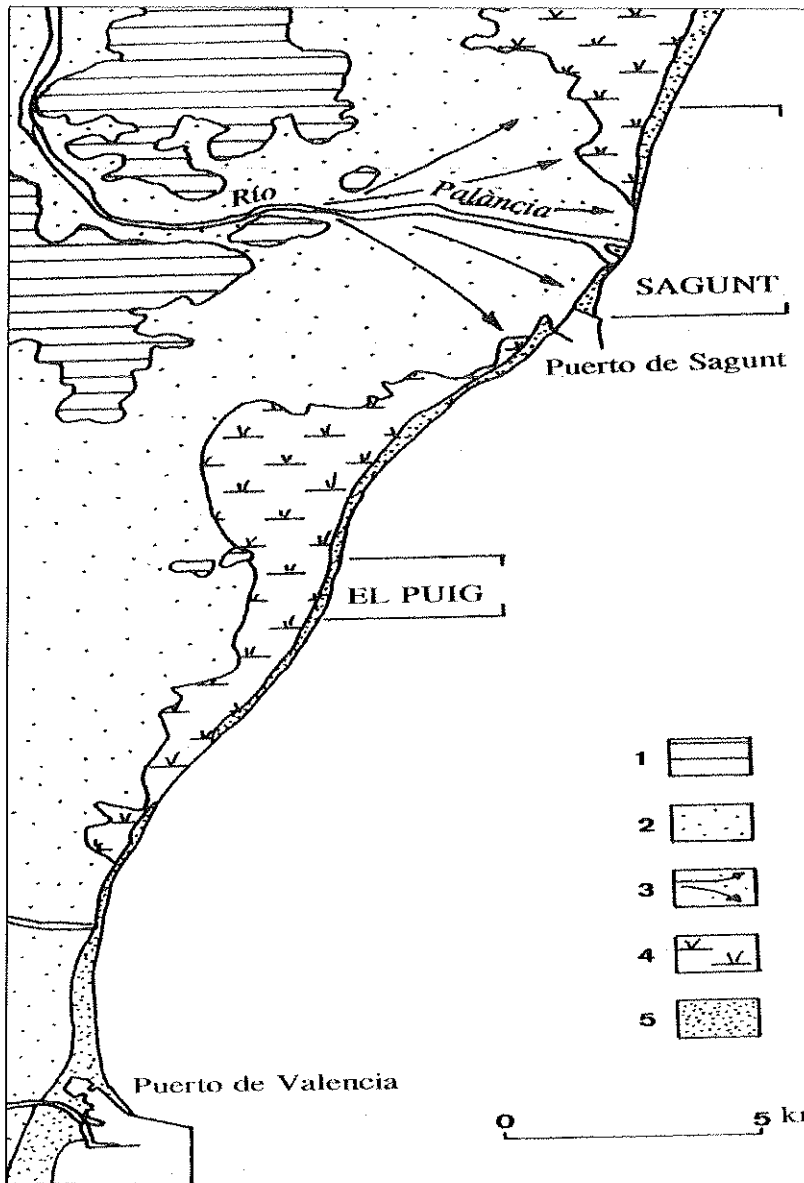 Río
Palància
SAGUNT
Puerto de Sagunt
EL PUIG
1
2
3
4
5
Puerto de Valencia
0 5 k